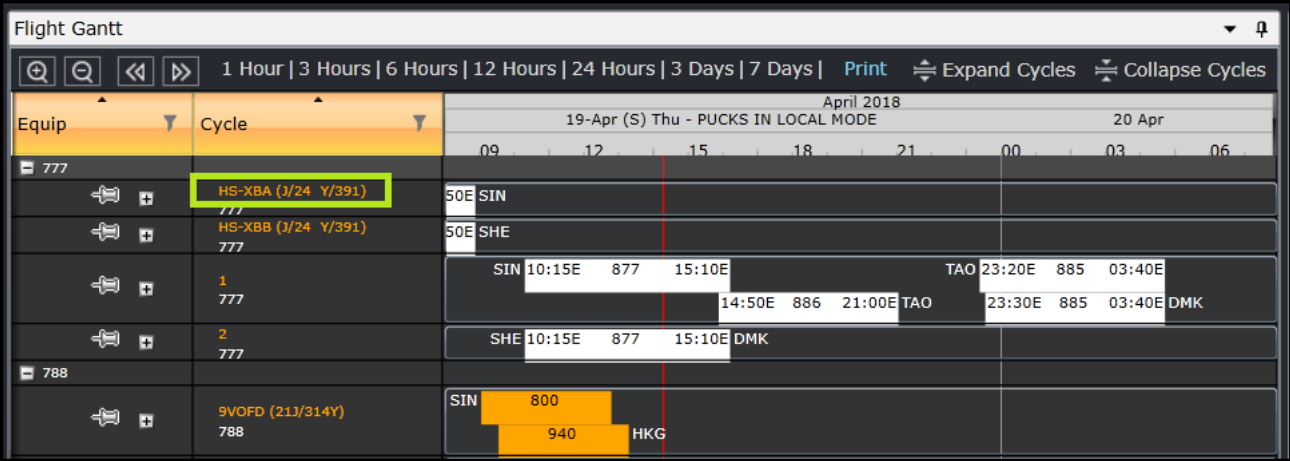 Flight Gantt
1 Hour | 3 Hours | 6 Hours | 12 Hours | 24 Hours | 3 Days | 7 Days | Print Expand Cycles Collapse Cycles
April 2018
Equip Cycle 19-Apr (S) Thu - PUCKS IN LOCAL MODE 20 Apr
09 12 15 18 21 00 03 06
777
HS-XBA (J/24 Y/391) 50E SIN
777
HS-XBB (J/24 Y/391) 50E SHE
777
SIN 10:15E 877 15:10E TAO 23:20E 885 03:40E
1
777
14:50E 886 21:00E TAO 23:30E 885 03:40E DMK
2 SHE 10:15E 877 15:10E DMK
777
788
SIN 800
9VOFD (21J/314Y)
788
940 HKG